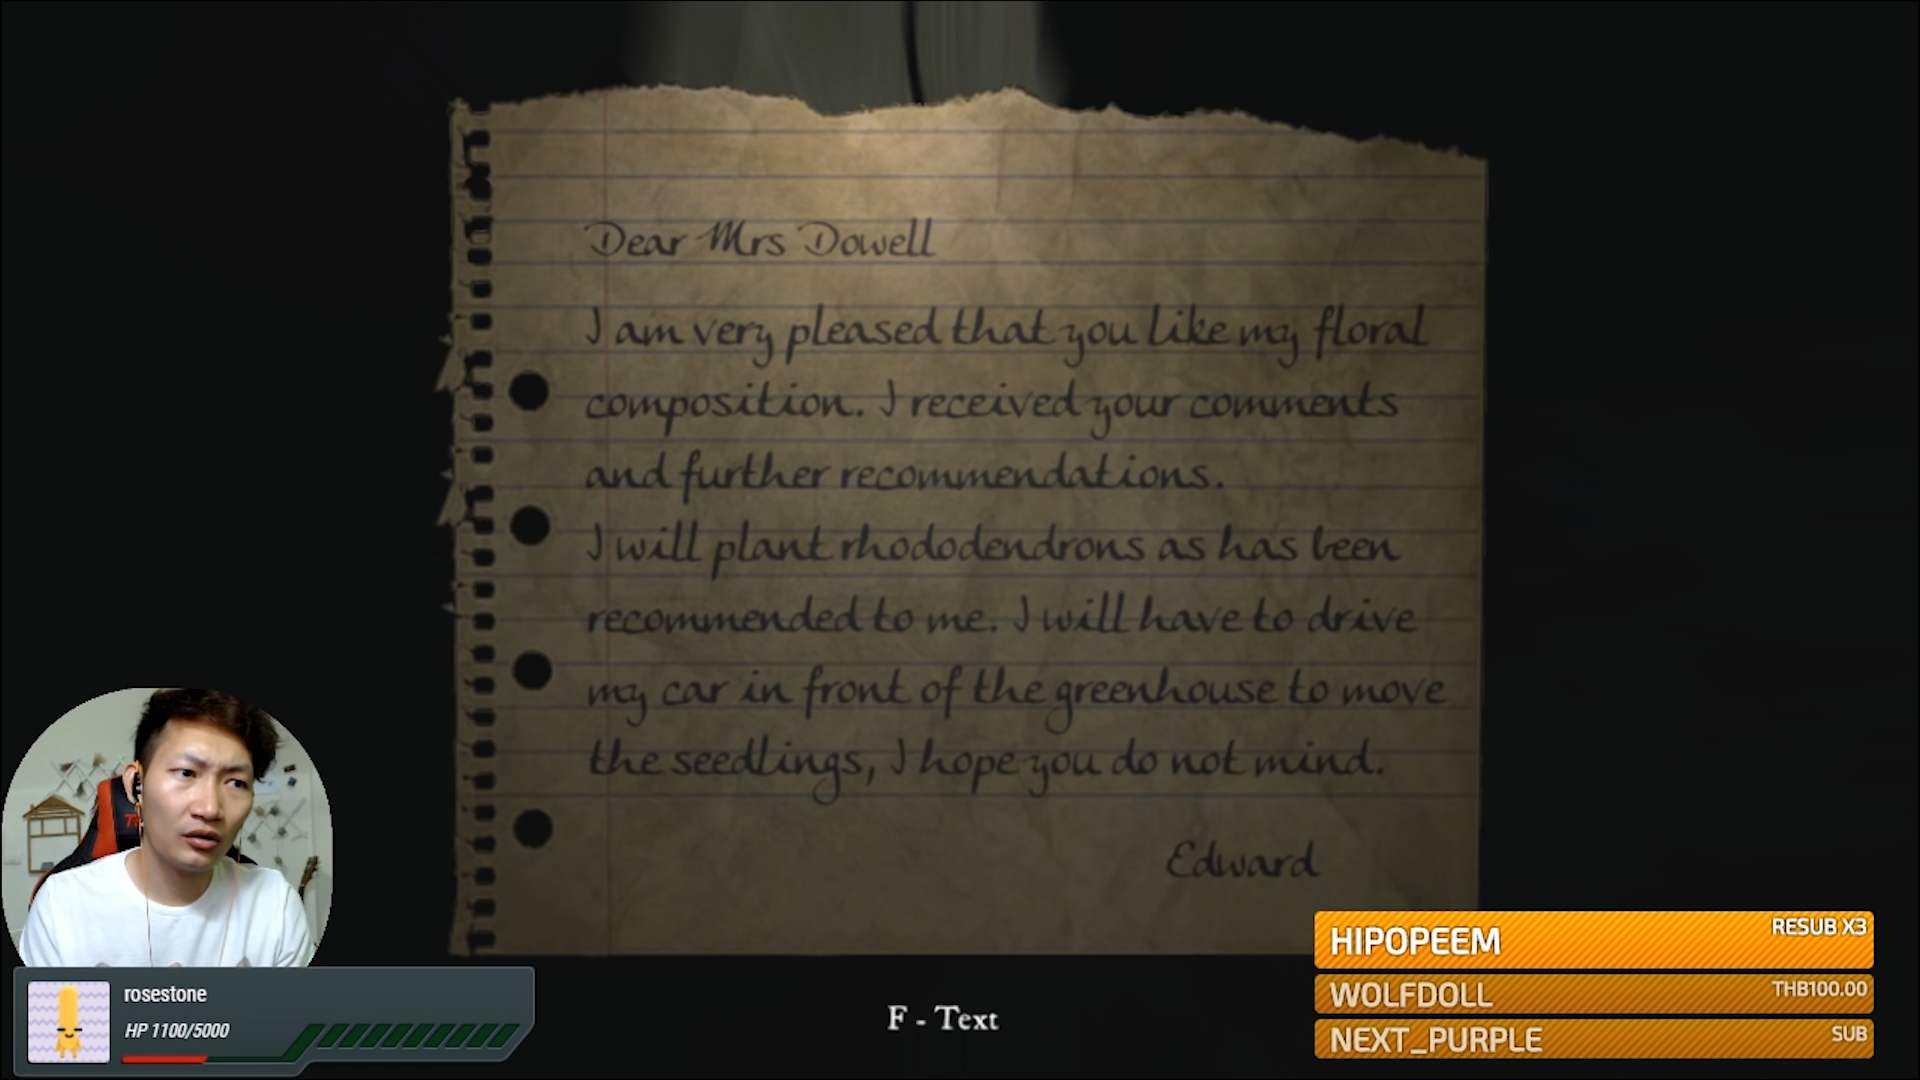 Dear Mrs Dowell
I am very pleased that you like my floral
composition. I received your comments
and further recommendations.
I will plant rhododendrons as has been
recommended to me. I will have to drive
my car in front of the greenhouse to move
the seedlings, I hope you do not mind.
Edward
F - Text
rosestone
HP 1100/5000
HIPOPEEM RESUB X3
WOLFDOLL THB100.00
NEXT_PURPLE SUB